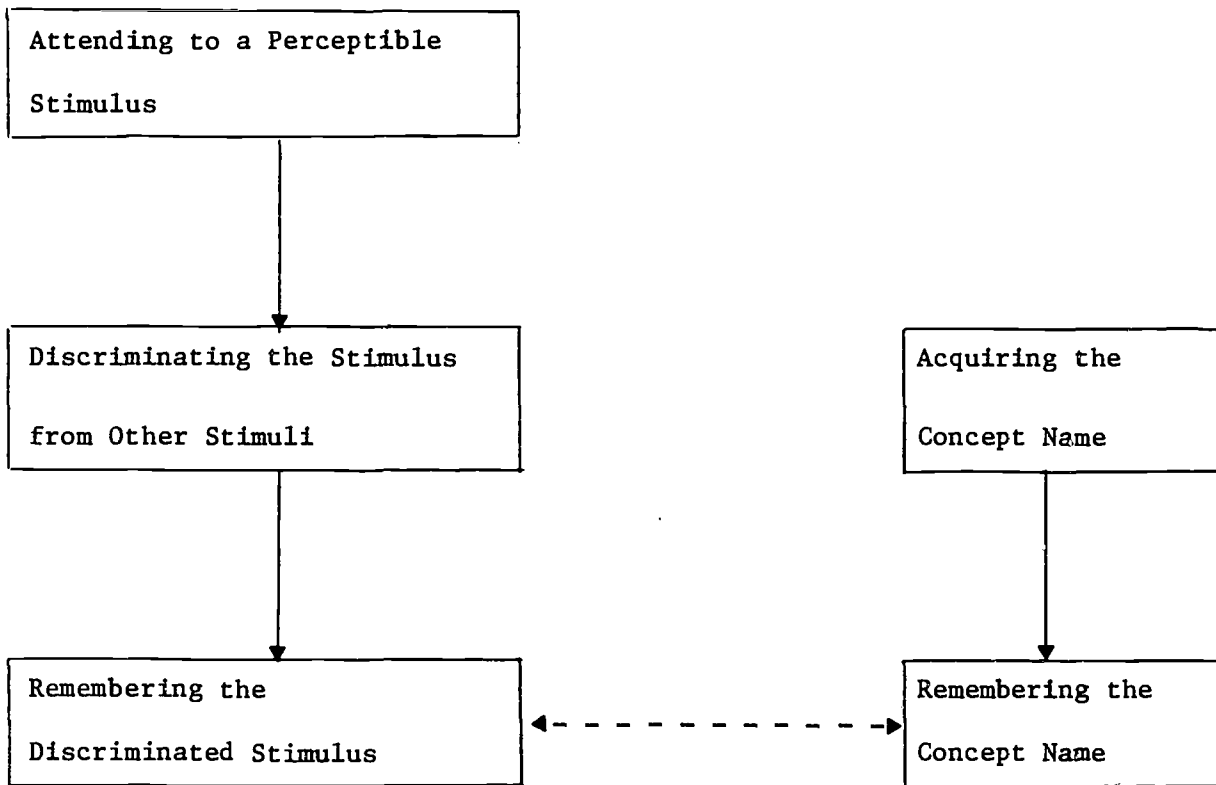 Attending to a Perceptible
Stimulus
Discriminating the Stimulus
from Other Stimuli
Acquiring the
Concept Name
Remembering the
Discriminated Stimulus
Remembering the
Concept Name